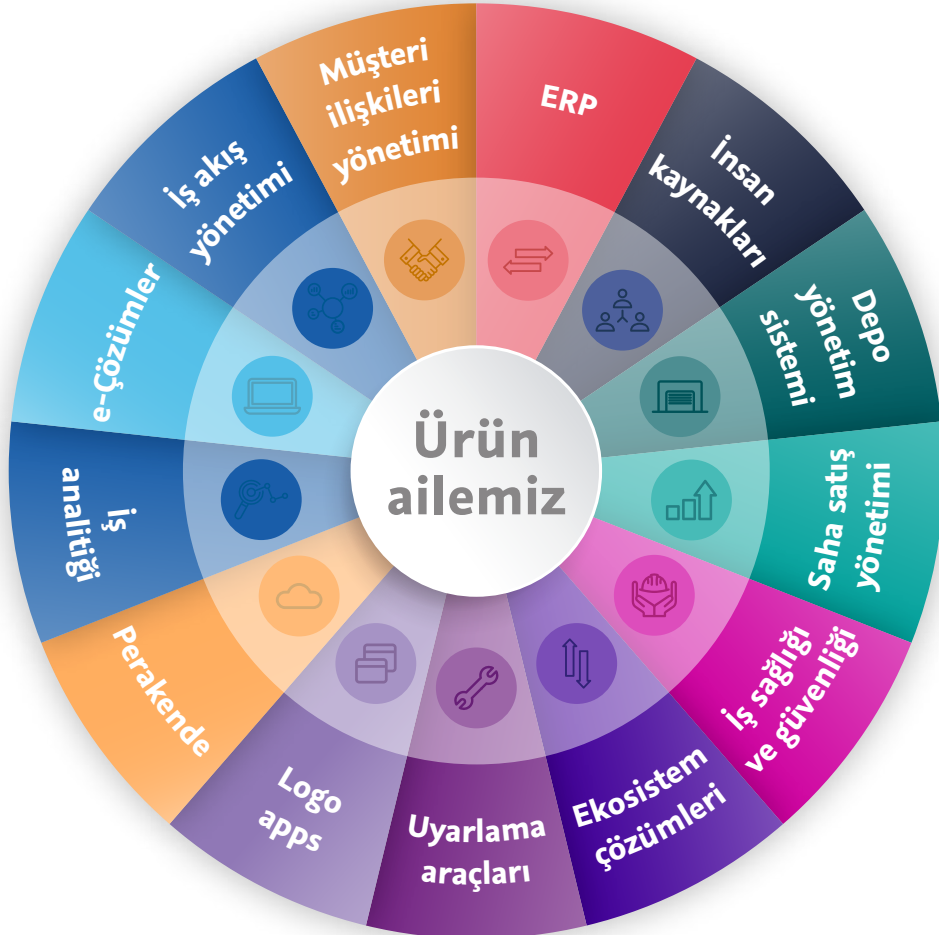 Ürün
ailemiz
ERP
İnsan
kaynakları
Depo
yönetim
sistemi
Saha satış
yönetimi
İş sağlığı
ve güvenliği
Ekosistem
çözümleri
Uyarlama
araçları
Logo
apps
Perakende
İş
analitiği
e-Çözümler
İş akış
yönetimi
Müşteri
ilişkileri
yönetimi